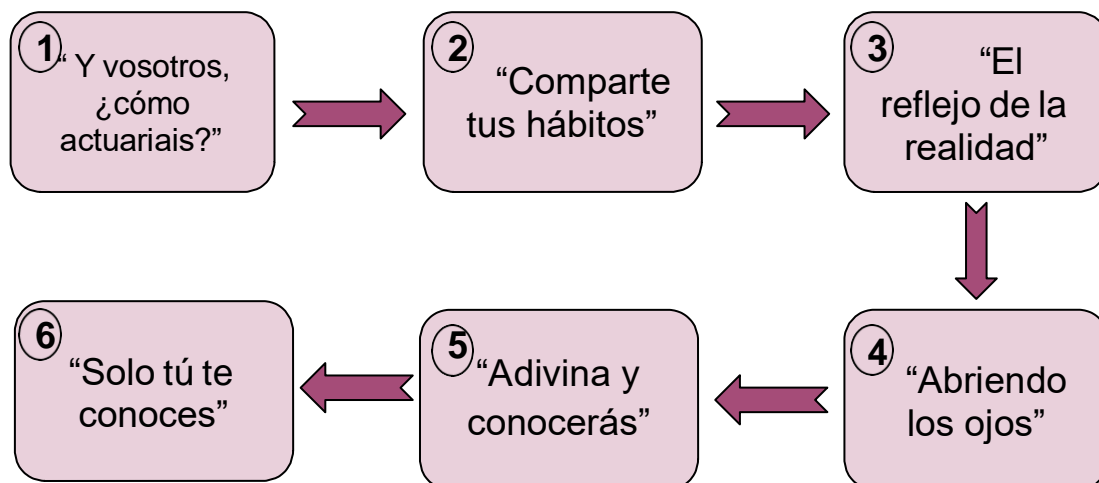 1
“ Y vosotros,
¿cómo
actuariais?”
2
“Comparte
tus hábitos”
3
“El
reflejo de la
realidad”
4
“Abriendo
los ojos”
5
“Adivina y
conocerás”
6
“Solo tú te
conoces”